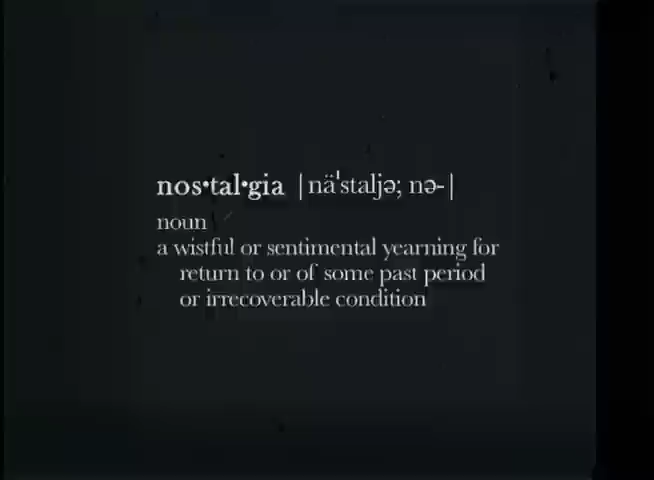 nos•tal•gia |näˈstaljə; nə-|
noun
a wistful or sentimental yearning for
return to or of some past period
or irrecoverable condition